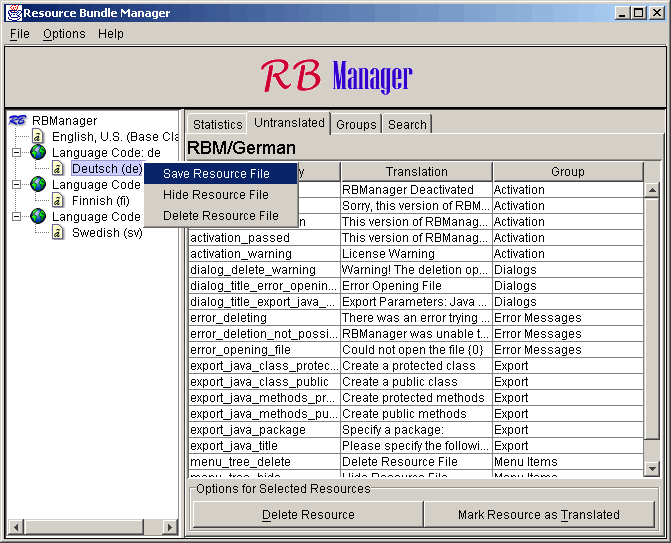 Resource Bundle Manager
File Options Help
RB Manager
RBManager
English, U.S. (Base Cla
Language Code: de
Deutsch (de)
Language Code
Finnish (fi)
Language Code
Swedish (sv)
Save Resource File
Hide Resource File
Delete Resource File
Statistics Untranslated Groups Search
RBM/German
y Translation Group
RBManager Deactivated Activation
Sorry, this version of RBM... Activation
n This version of RBManag... Activation
activation_passed This version of RBManag... Activation
activation_warning License Warning Activation
dialog_delete_warning Warning! The deletion op... Dialogs
dialog_title_error_openin... Error Opening File Dialogs
dialog_title_export_java_... Export Parameters: Java ... Dialogs
error_deleting There was an error trying ... Error Messages
error_deletion_not_possi... RBManager was unable t... Error Messages
error_opening_file Could not open the file {0} Error Messages
export_java_class_protec... Create a protected class Export
export_java_class_public Create a public class Export
export_java_methods_pr... Create protected methods Export
export_java_methods_pu... Create public methods Export
export_java_package Specify a package: Export
export_java_title Please specify the followi... Export
menu_tree_delete Delete Resource File Menu Items
menu_tree_hide Hide Resource File Menu Items
Options for Selected Resources
Delete Resource Mark Resource as Translated